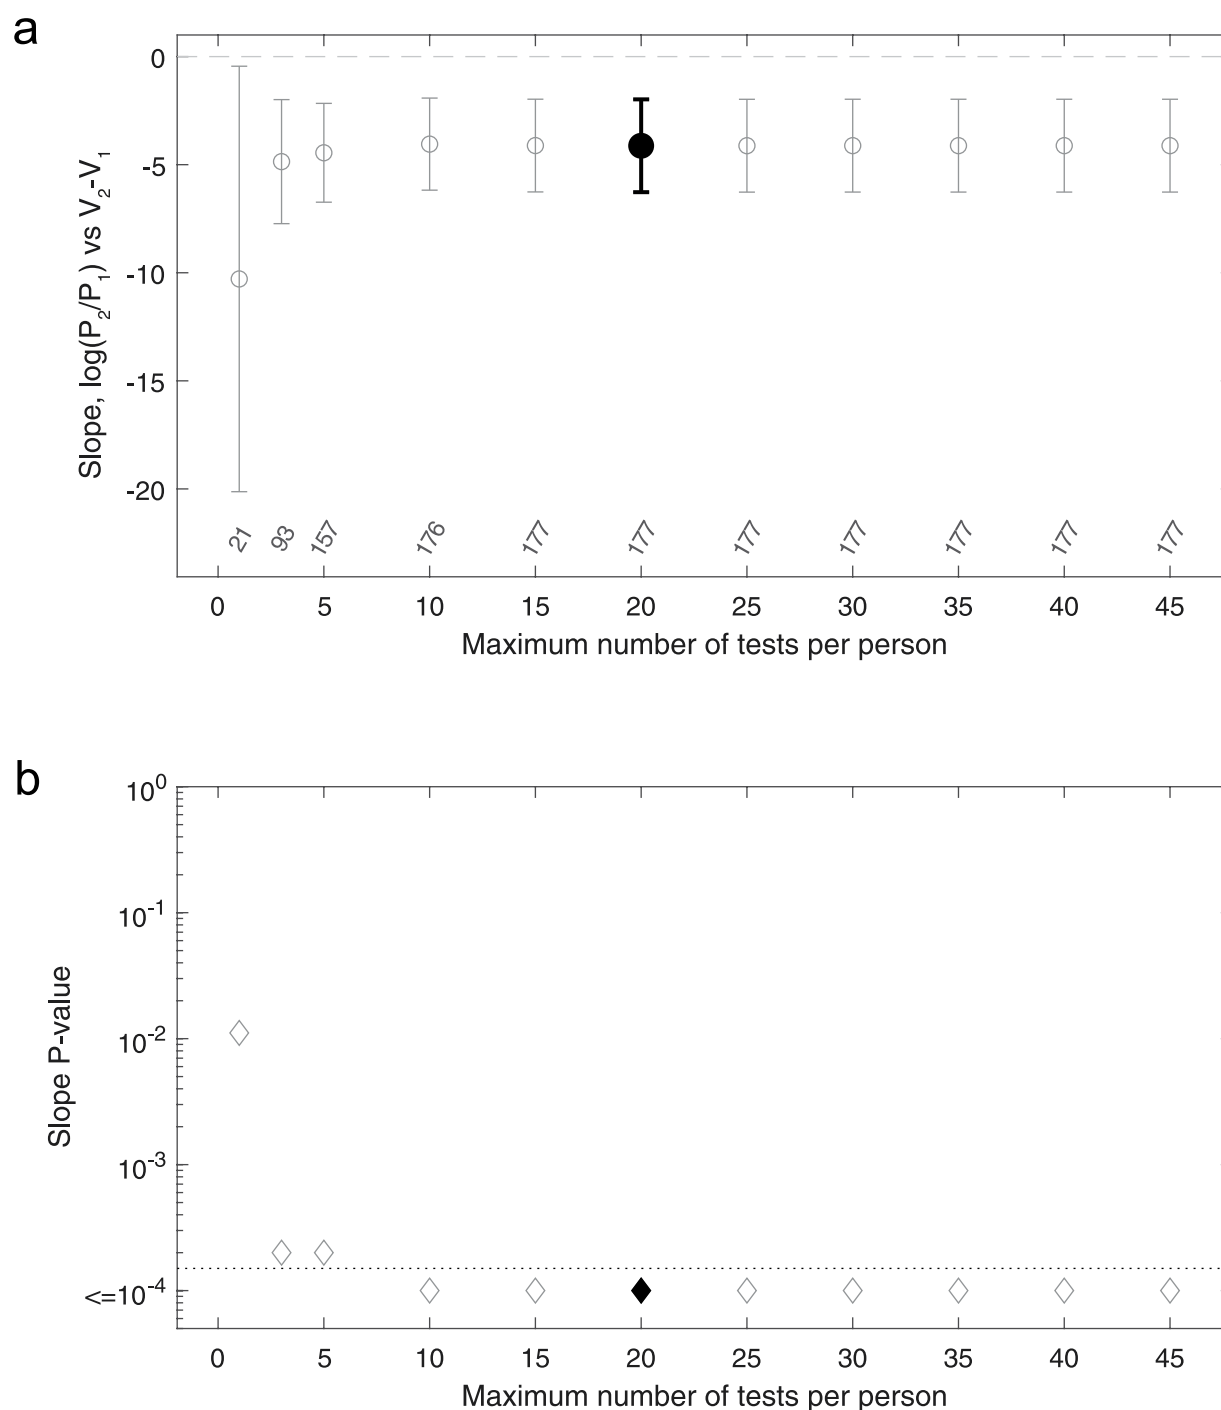 a
Slope, log(P2/P1) vs V2-V1
0
-5
-10
-15
-20
21 93 157 176 177 177 177 177 177 177 177
0 5 10 15 20 25 30 35 40 45
Maximum number of tests per person
b
Slope P-value
10^0
10^-1
10^-2
10^-3
<=10^-4
0 5 10 15 20 25 30 35 40 45
Maximum number of tests per person